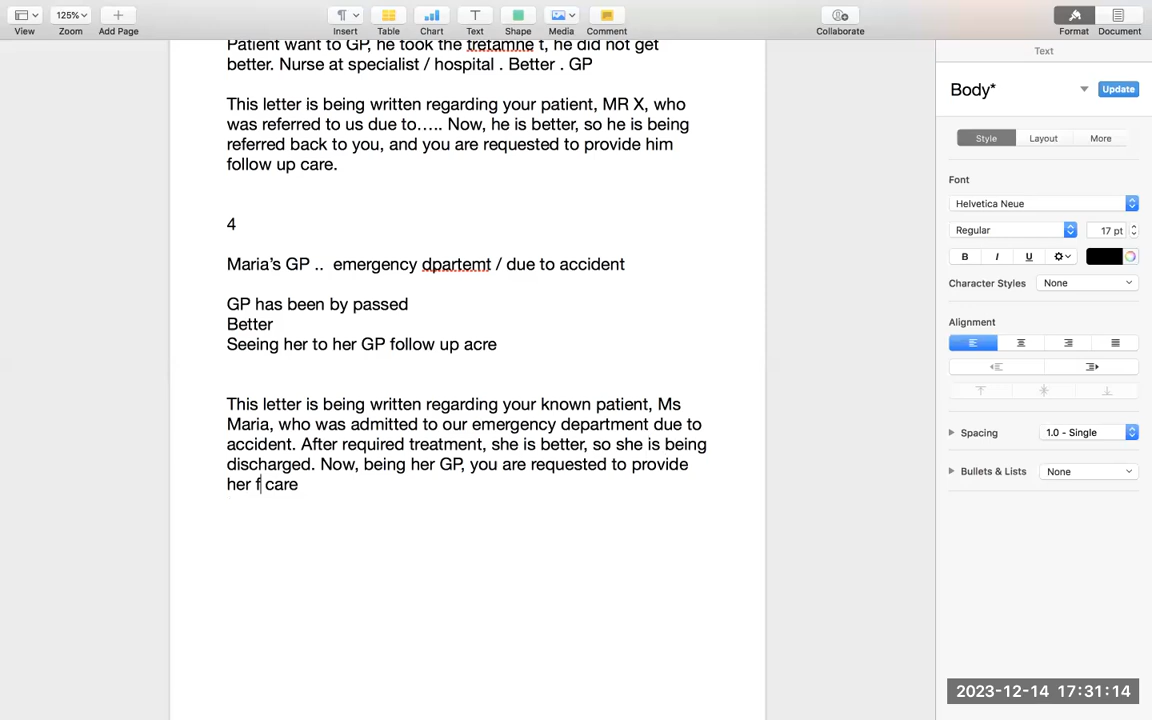 View
125%
Zoom
Add Page
Insert
Table
Chart
Text
Shape
Media
Comment
Collaborate
Format
Document
Patient want to GP, he took the tretamne t, he did not get
better. Nurse at specialist / hospital . Better . GP
This letter is being written regarding your patient, MR X, who
was referred to us due to….. Now, he is better, so he is being
referred back to you, and you are requested to provide him
follow up care.
4
Maria’s GP ..  emergency dpartemt / due to accident
GP has been by passed
Better
Seeing her to her GP follow up acre
This letter is being written regarding your known patient, Ms
Maria, who was admitted to our emergency department due to
accident. After required treatment, she is better, so she is being
discharged. Now, being her GP, you are requested to provide
her f care
Text
Body*
Update
Style
Layout
More
Font
Helvetica Neue
Regular
17 pt
B
I
U
Character Styles
None
Alignment
Spacing
1.0 - Single
Bullets & Lists
None
2023-12-14 17:31:14